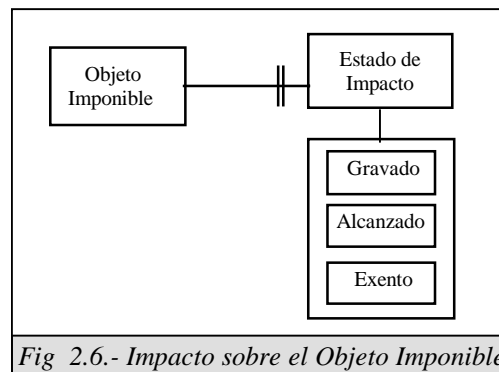 Objeto
Imponible
Estado de
Impacto
Gravado
Alcanzado
Exento
Fig 2.6.- Impacto sobre el Objeto Imponible